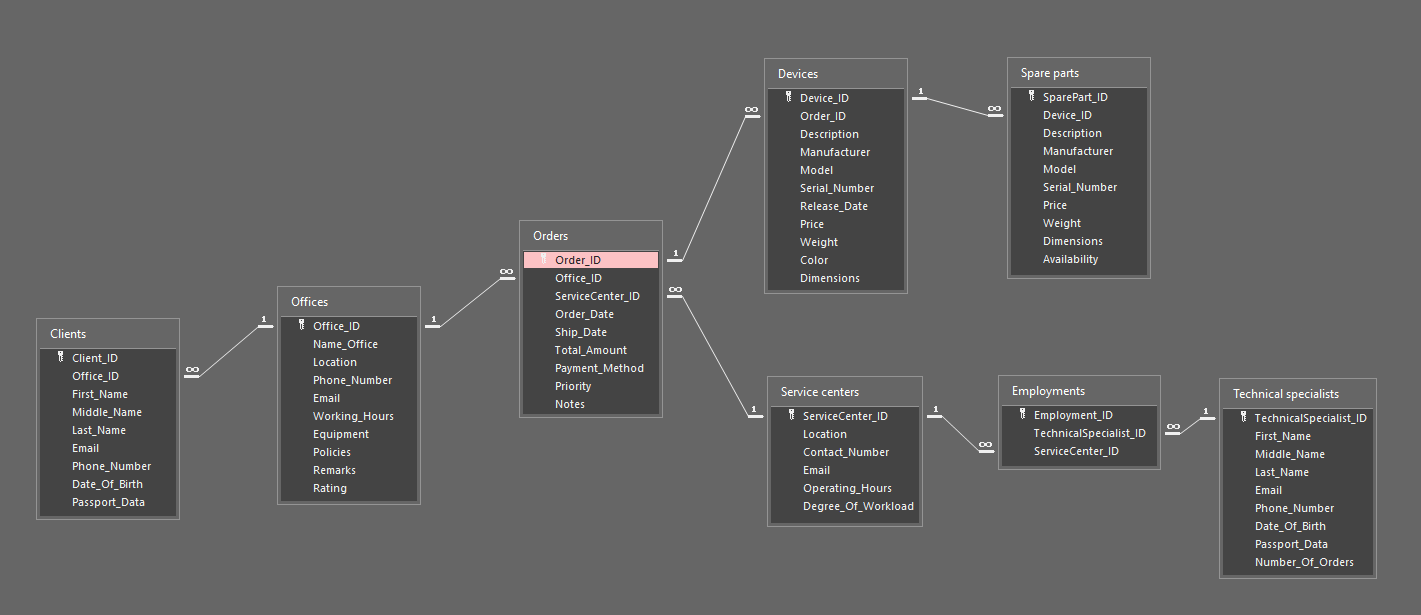 Clients
Client_ID
Office_ID
First_Name
Middle_Name
Last_Name
Email
Phone_Number
Date_Of_Birth
Passport_Data
∞
1
Offices
Office_ID
Name_Office
Location
Phone_Number
Email
Working_Hours
Equipment
Policies
Remarks
Rating
1
∞
Orders
Order_ID
Office_ID
ServiceCenter_ID
Order_Date
Ship_Date
Total_Amount
Payment_Method
Priority
Notes
1
∞
∞
1
Devices
Device_ID
Order_ID
Description
Manufacturer
Model
Serial_Number
Release_Date
Price
Weight
Color
Dimensions
1
∞
Spare parts
SparePart_ID
Device_ID
Description
Manufacturer
Model
Serial_Number
Price
Weight
Dimensions
Availability
Service centers
ServiceCenter_ID
Location
Contact_Number
Email
Operating_Hours
Degree_Of_Workload
1
∞
Employments
Employment_ID
TechnicalSpecialist_ID
ServiceCenter_ID
∞
1
Technical specialists
TechnicalSpecialist_ID
First_Name
Middle_Name
Last_Name
Email
Phone_Number
Date_Of_Birth
Passport_Data
Number_Of_Orders